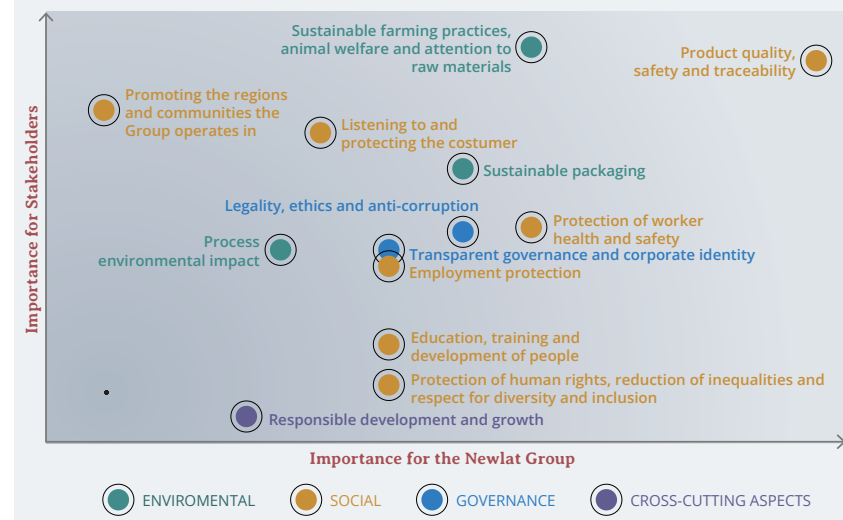 Sustainable farming practices,
animal welfare and attention to
raw materials
Product quality,
safety and traceability
Promoting the regions
and communities the
Group operates in
Listening to and
protecting the costumer
Sustainable packaging
Legality, ethics and anti-corruption
Protection of worker
health and safety
Process
environmental impact
Transparent governance and corporate identity
Employment protection
Education, training and
development of people
Protection of human rights, reduction of inequalities and
respect for diversity and inclusion
Responsible development and growth
Importance for Stakeholders
Importance for the Newlat Group
ENVIROMENTAL
SOCIAL
GOVERNANCE
CROSS-CUTTING ASPECTS